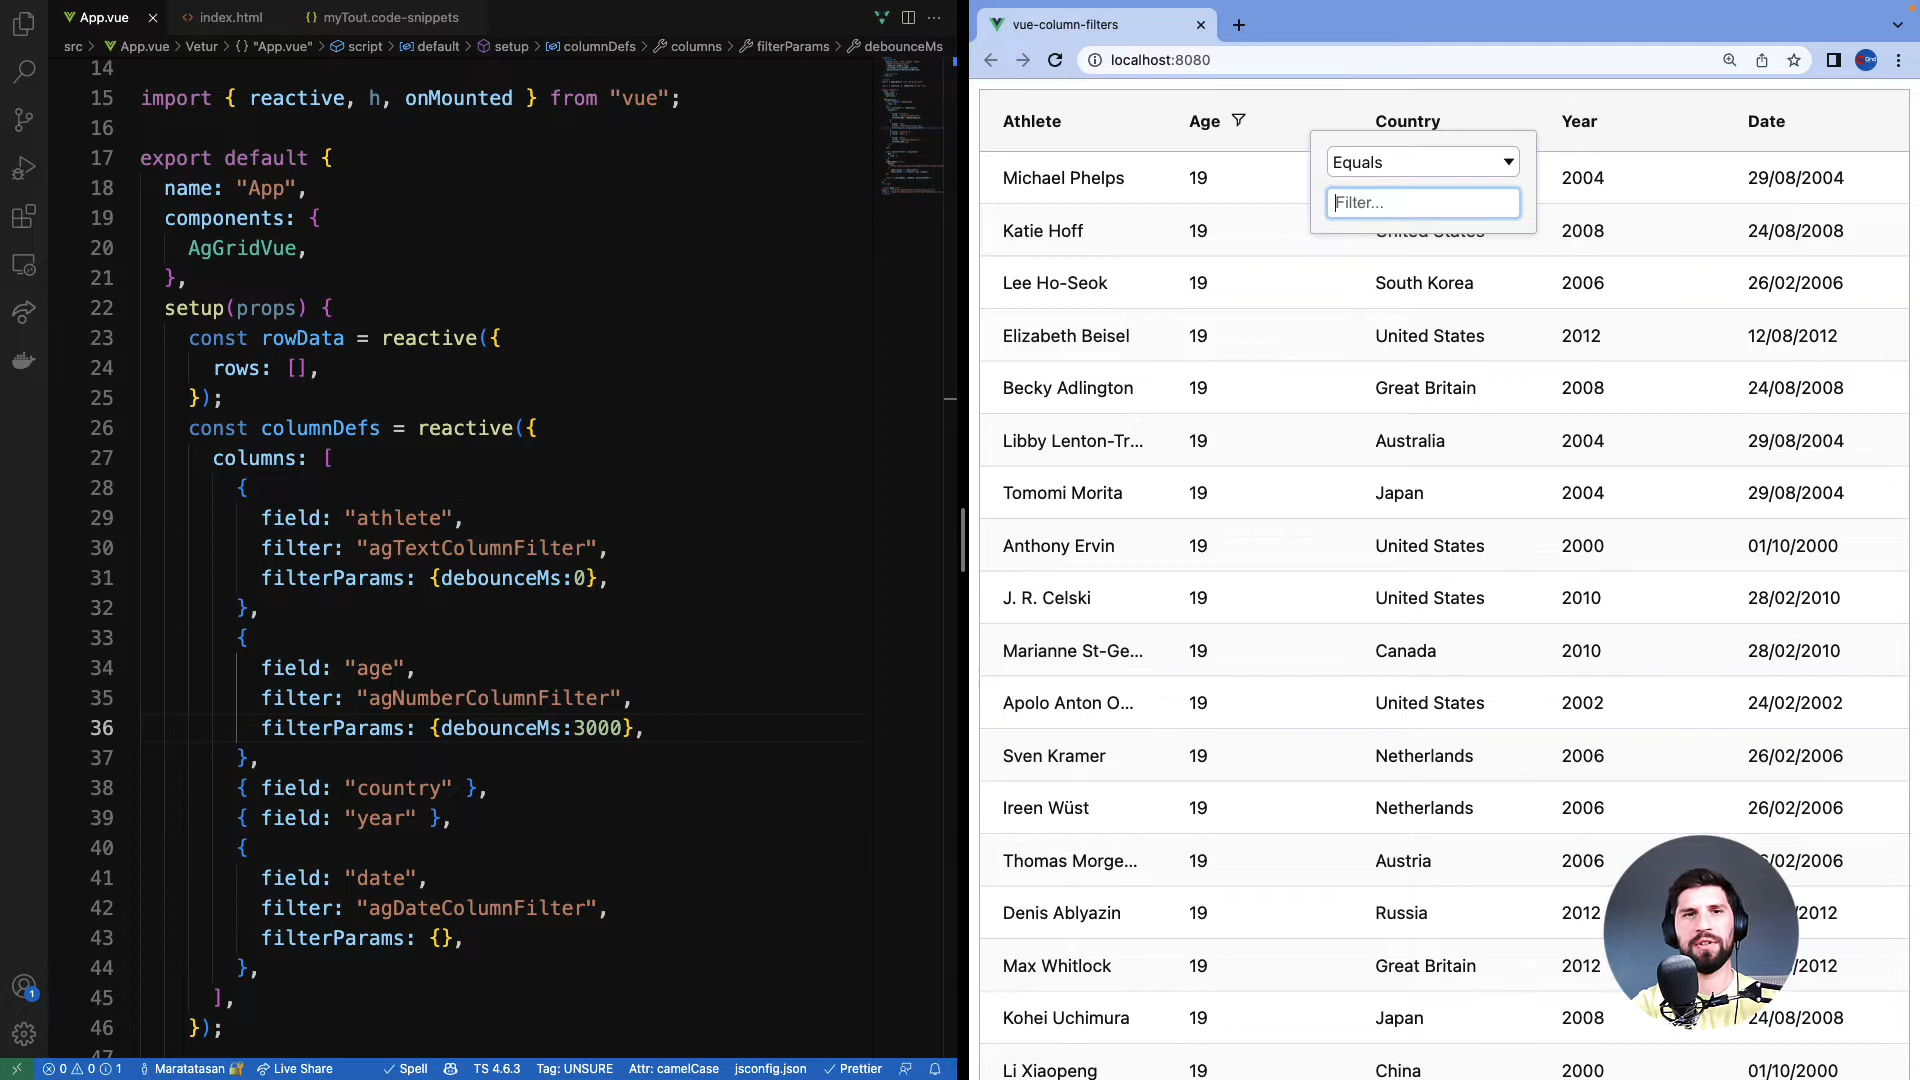 App.vue
index.html
myTout.code-snippets
src > App.vue > Vetur > {} "App.vue" > script > default > setup > columnDefs > columns > filterParams > debounceMs
14
15 import { reactive, h, onMounted } from "vue";
16
17 export default {
18 name: "App",
19 components: {
20 AgGridVue,
21 },
22 setup(props) {
23 const rowData = reactive({
24 rows: [],
25 });
26 const columnDefs = reactive({
27 columns: [
28 {
29 field: "athlete",
30 filter: "agTextColumnFilter",
31 filterParams: {debounceMs:0},
32 },
33 {
34 field: "age",
35 filter: "agNumberColumnFilter",
36 filterParams: {debounceMs:3000},
37 },
38 { field: "country" },
39 { field: "year" },
40 {
41 field: "date",
42 filter: "agDateColumnFilter",
43 filterParams: {},
44 },
45 ],
46 });
47
1
0 0 1 Maratatasan Live Share Spell TS 4.6.3 Tag: UNSURE Attr: camelCase jsconfig.json Prettier
vue-column-filters
localhost:8080
Athlete Age Country Year Date
Equals
Filter...
Michael Phelps 19 2004 29/08/2004
Katie Hoff 19 United States 2008 24/08/2008
Lee Ho-Seok 19 South Korea 2006 26/02/2006
Elizabeth Beisel 19 United States 2012 12/08/2012
Becky Adlington 19 Great Britain 2008 24/08/2008
Libby Lenton-Tr... 19 Australia 2004 29/08/2004
Tomomi Morita 19 Japan 2004 29/08/2004
Anthony Ervin 19 United States 2000 01/10/2000
J. R. Celski 19 United States 2010 28/02/2010
Marianne St-Ge... 19 Canada 2010 28/02/2010
Apolo Anton O... 19 United States 2002 24/02/2002
Sven Kramer 19 Netherlands 2006 26/02/2006
Ireen Wüst 19 Netherlands 2006 26/02/2006
Thomas Morge... 19 Austria 2006 /02/2006
Denis Ablyazin 19 Russia 2012 /2012
Max Whitlock 19 Great Britain 2012 /2012
Kohei Uchimura 19 Japan 2008 24/08/2008
Li Xiaopeng 19 China 2000 01/10/2000